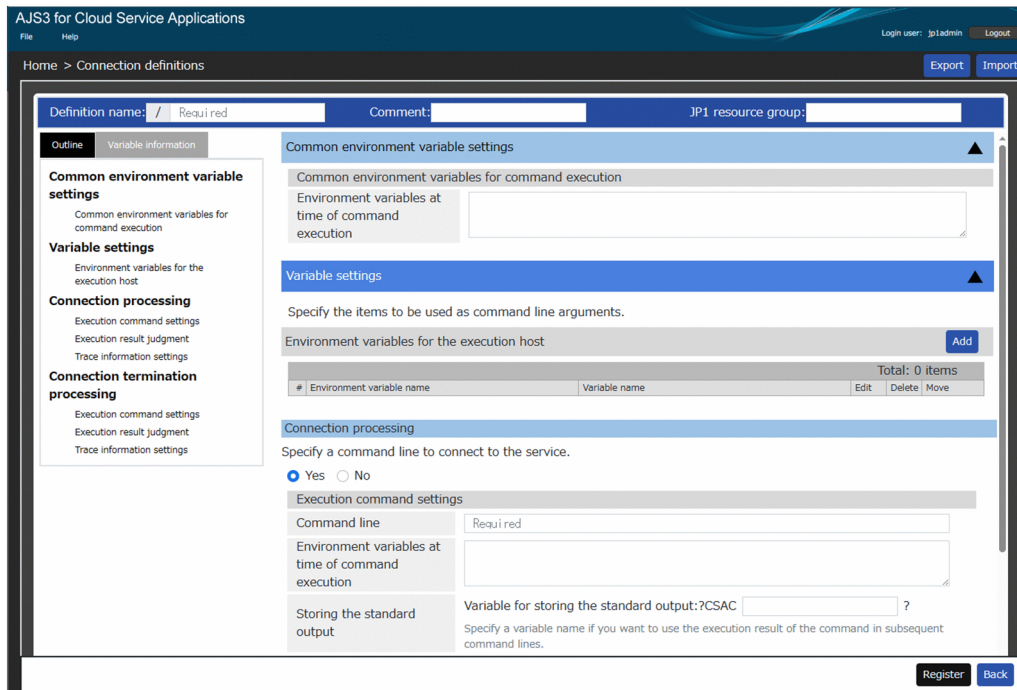 AJS3 for Cloud Service Applications
File Help
Login user: jp1admin Logout
Home > Connection definitions
Export Import
Definition name: / Required Comment: JP1 resource group:
Outline Variable information
Common environment variable
settings
Common environment variables for
command execution
Variable settings
Environment variables for the
execution host
Connection processing
Execution command settings
Execution result judgment
Trace information settings
Connection termination
processing
Execution command settings
Execution result judgment
Trace information settings
Common environment variable settings
Common environment variables for command execution
Environment variables at
time of command
execution
Variable settings
Specify the items to be used as command line arguments.
Environment variables for the execution host Add
Total: 0 items
# Environment variable name Variable name Edit Delete Move
Connection processing
Specify a command line to connect to the service.
Yes No
Execution command settings
Command line Required
Environment variables at
time of command
execution
Storing the standard
output
Variable for storing the standard output:?CSAC ?
Specify a variable name if you want to use the execution result of the command in subsequent
command lines.
Register Back